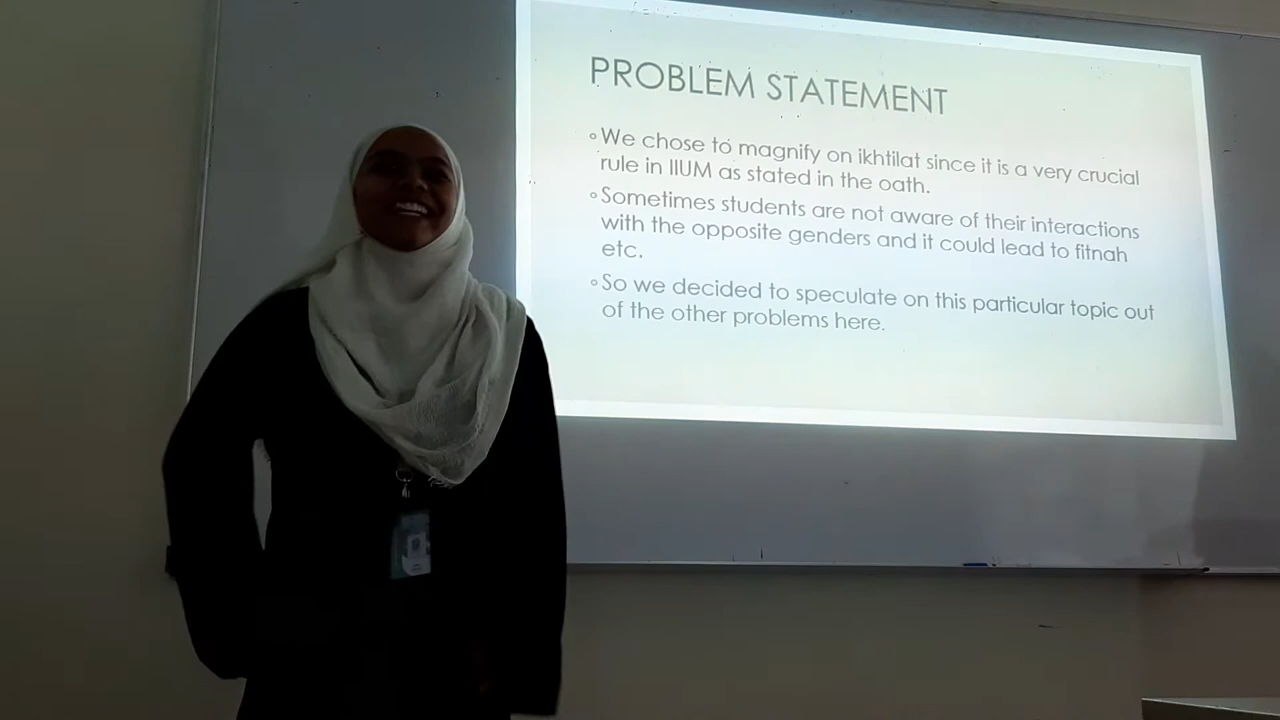 PROBLEM STATEMENT
◦We chose to magnify on ikhtilat since it is a very crucial
rule in IIUM as stated in the oath.
◦Sometimes students are not aware of their interactions
with the opposite genders and it could lead to fitnah
etc.
◦So we decided to speculate on this particular topic out
of the other problems here.